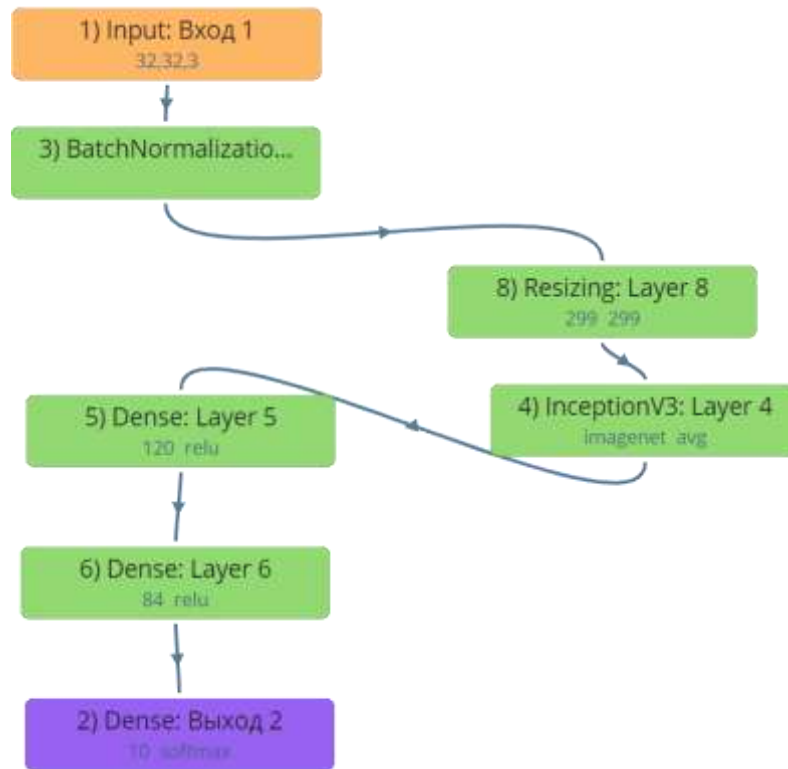 1) Input: Вход 1
32,32,3
3) BatchNormalizatio...
8) Resizing: Layer 8
299 299
4) InceptionV3: Layer 4
imagenet avg
5) Dense: Layer 5
120 relu
6) Dense: Layer 6
84 relu
2) Dense: Выход 2
10 softmax